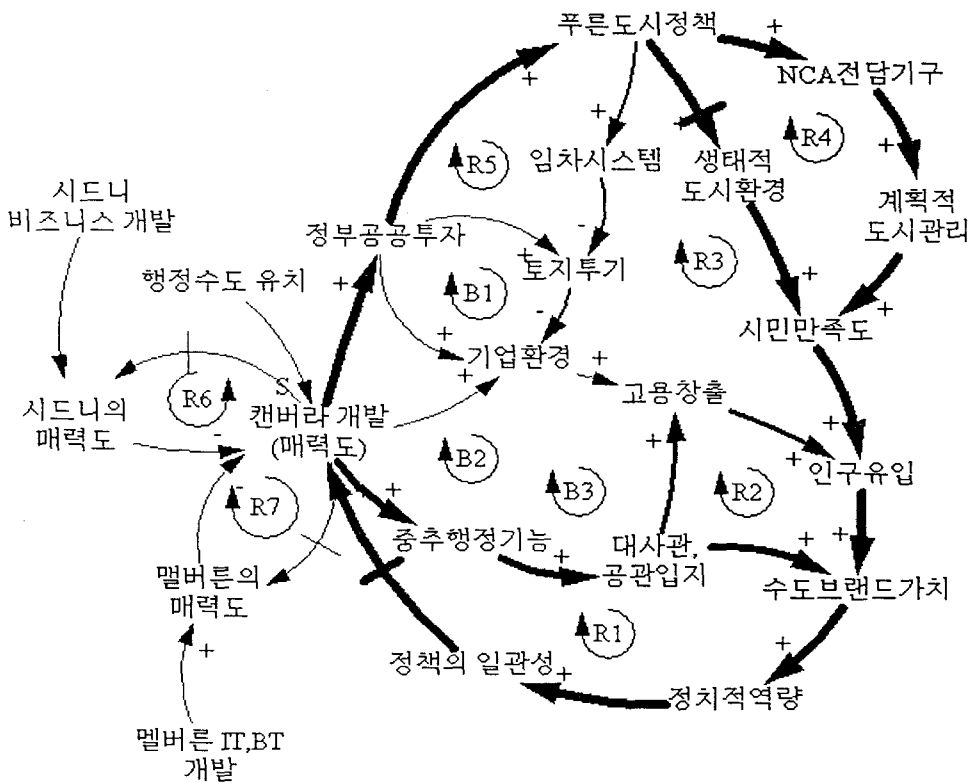 푸른도시정책
+
+
NCA전담기구
+
+
R4
R5
임차시스템
생태적
도시환경
시드니
비즈니스 개발
계획적
도시관리
정부공공투자
-
+
토지투기
R3
+
행정수도 유치
+
B1
-
+
시민만족도
+
기업환경
+
+
S
R6
고용창출
시드니의
매력도
-
캔버라 개발
(매력도)
B2
+
+
+
인구유입
-
R7
+
B3
R2
중추행정기능
+
대사관,
공관입지
+
+
맬버른의
매력도
수도브랜드가치
+
R1
정책의 일관성
+
+
정치적역량
멜버른 IT,BT
개발